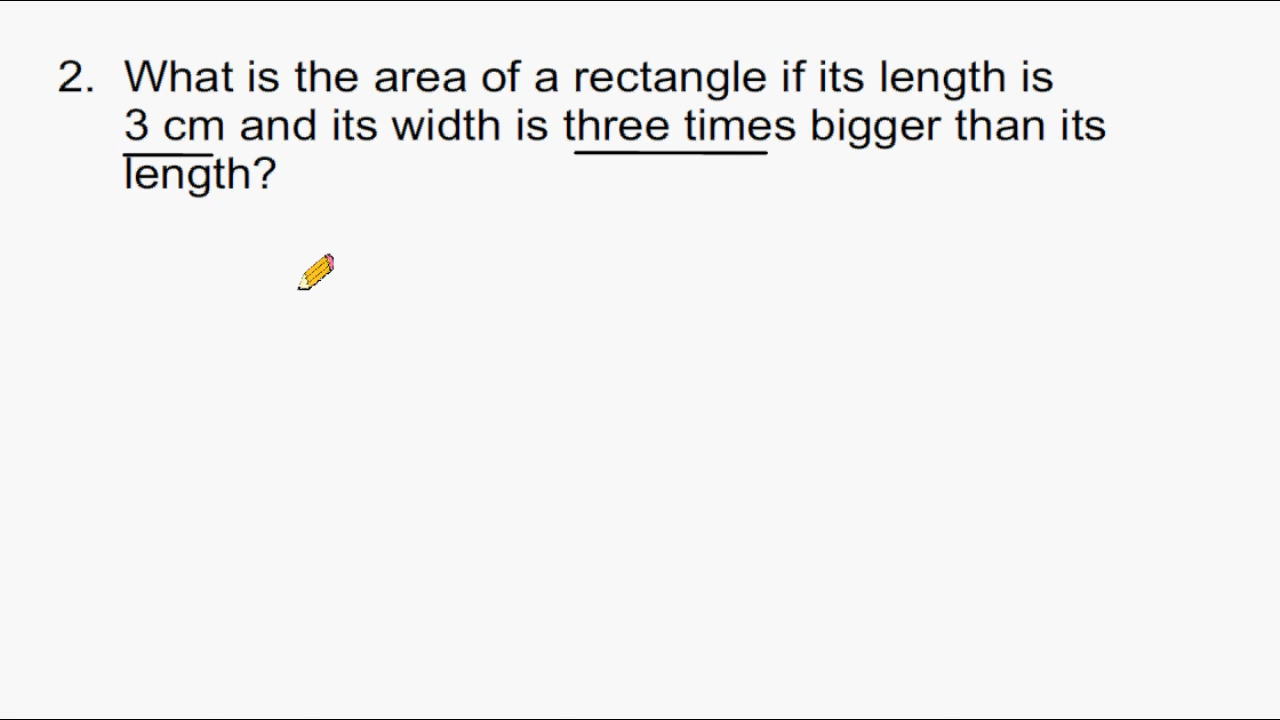 2. What is the area of a rectangle if its length is
3 cm and its width is three times bigger than its
length?